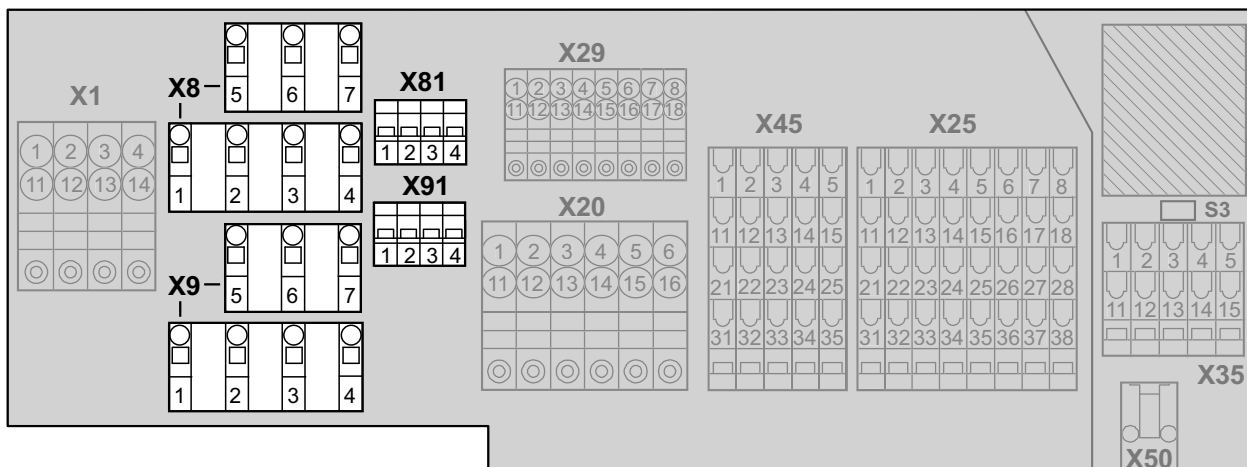 X1
1 2 3 4
11 12 13 14
X8
5 6 7
1 2 3 4
X9
5 6 7
1 2 3 4
X81
1 2 3 4
X91
1 2 3 4
X29
1 2 3 4 5 6 7 8
11 12 13 14 15 16 17 18
X20
1 2 3 4 5 6
11 12 13 14 15 16
X45
1 2 3 4 5
11 12 13 14 15
21 22 23 24 25
31 32 33 34 35
X25
1 2 3 4 5 6 7 8
11 12 13 14 15 16 17 18
21 22 23 24 25 26 27 28
31 32 33 34 35 36 37 38
S3
1 2 3 4 5
11 12 13 14 15
X35
X50